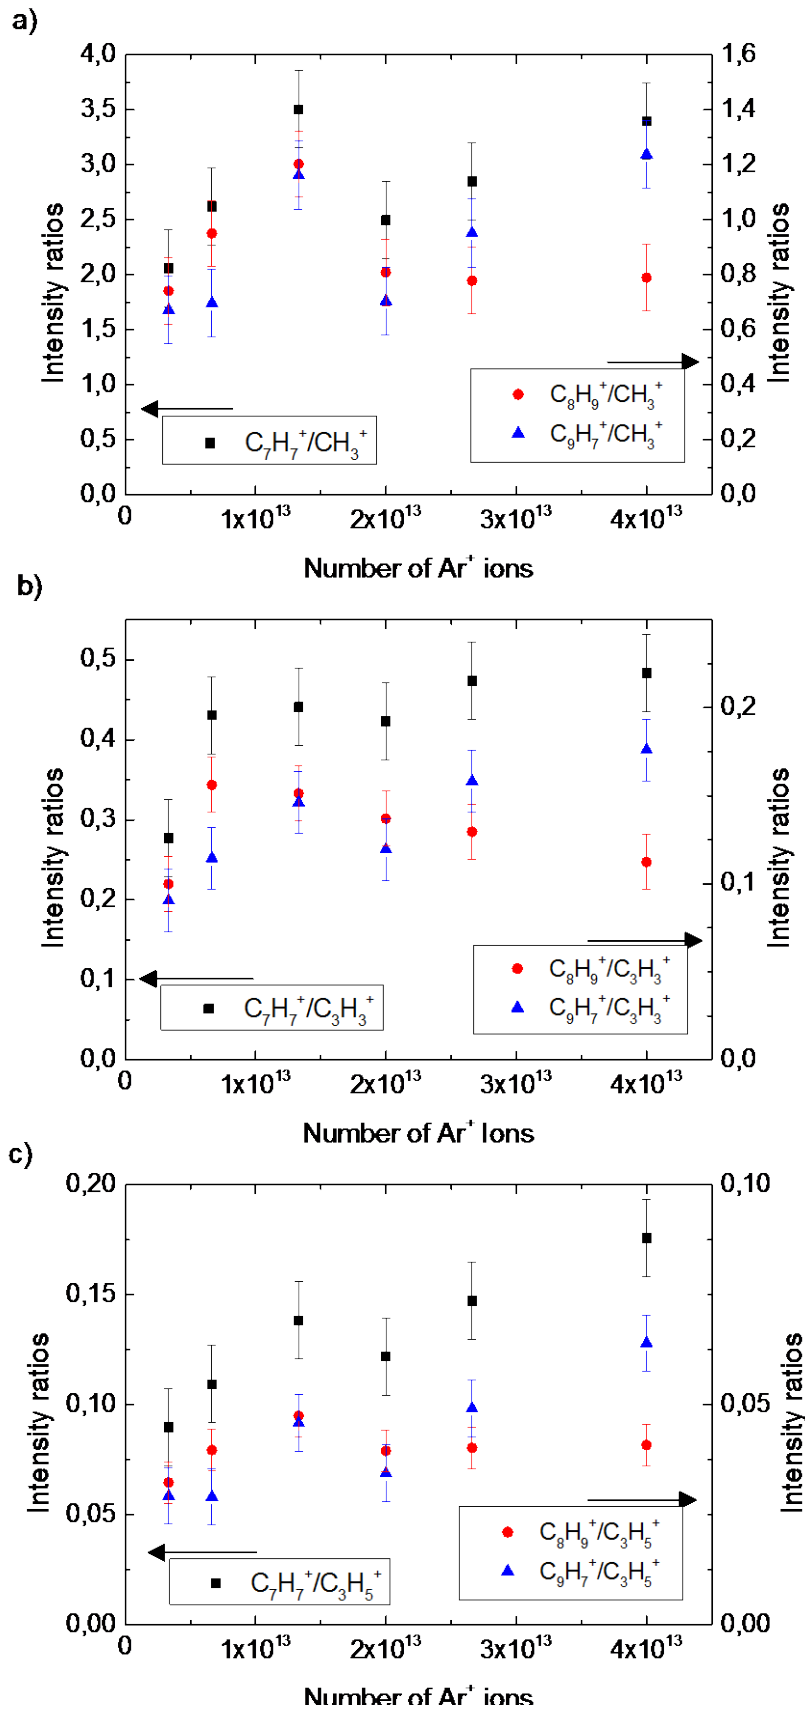 a)
4,0
3,5
3,0
2,5
2,0
1,5
1,0
0,5
0,0
Intensity ratios
1,6
1,4
1,2
1,0
0,8
0,6
0,4
0,2
0,0
Intensity ratios
C₇H₇⁺/CH₃⁺
C₈H₉⁺/CH₃⁺
C₉H₇⁺/CH₃⁺
0 1x10¹³ 2x10¹³ 3x10¹³ 4x10¹³
Number of Ar⁺ ions
b)
0,5
0,4
0,3
0,2
0,1
0,0
Intensity ratios
0,2
0,1
0,0
Intensity ratios
C₇H₇⁺/C₃H₃⁺
C₈H₉⁺/C₃H₃⁺
C₉H₇⁺/C₃H₃⁺
0 1x10¹³ 2x10¹³ 3x10¹³ 4x10¹³
Number of Ar⁺ Ions
c)
0,20
0,15
0,10
0,05
0,00
Intensity ratios
0,10
0,05
0,00
Intensity ratios
C₇H₇⁺/C₃H₅⁺
C₈H₉⁺/C₃H₅⁺
C₉H₇⁺/C₃H₅⁺
0 1x10¹³ 2x10¹³ 3x10¹³ 4x10¹³
Number of Ar⁺ ions